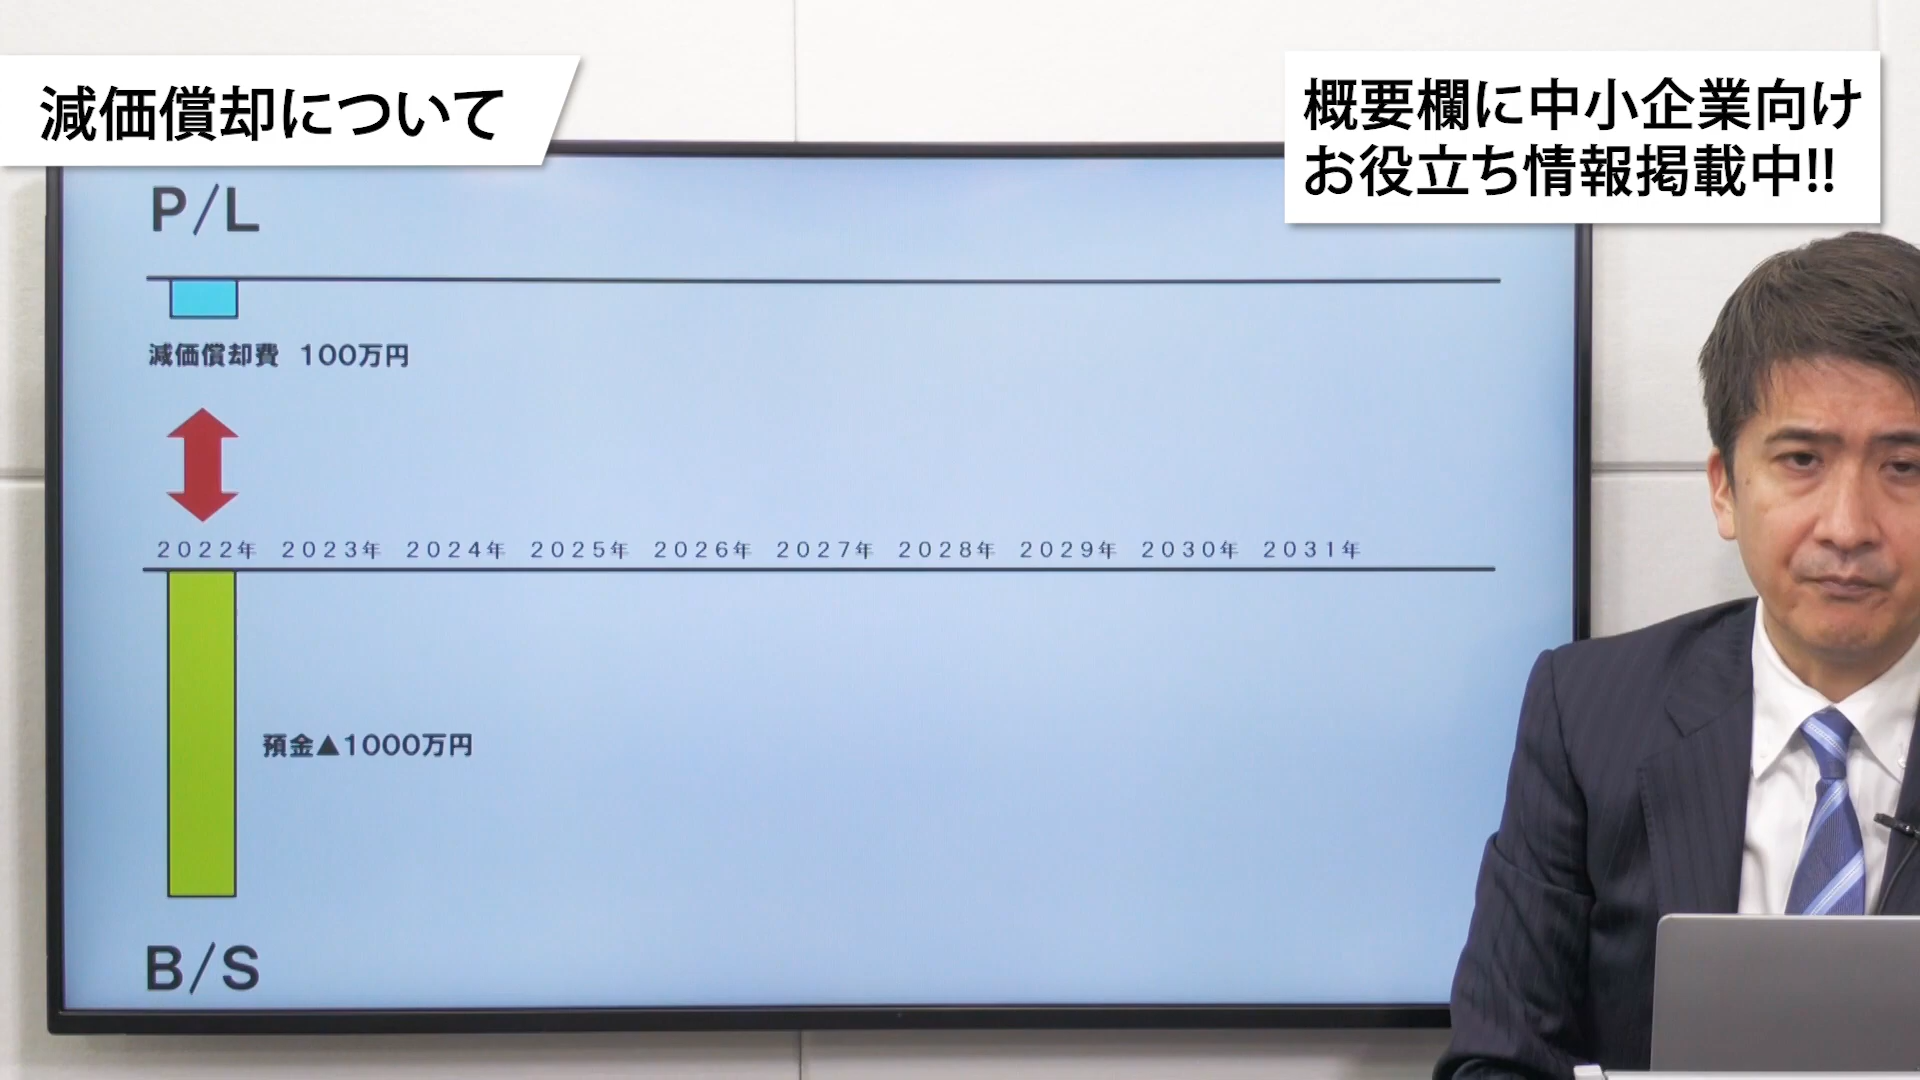 減価償却について
概要欄に中小企業向け
お役立ち情報掲載中!!
P/L
減価償却費 100万円
2022年 2023年 2024年 2025年 2026年 2027年 2028年 2029年 2030年 2031年
預金▲1000万円
B/S